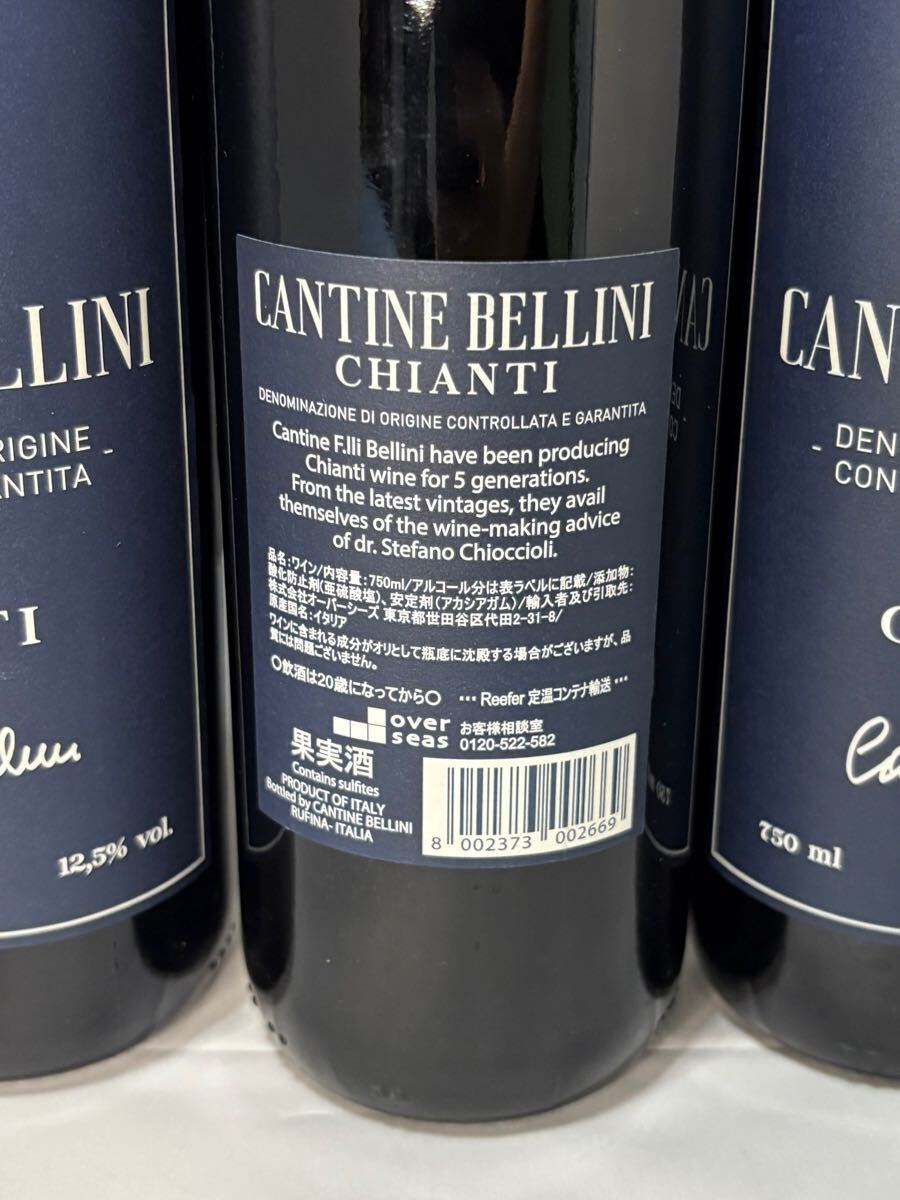 LLINI
RIGINE
ANTITA -
TI
12,5% vol.
CANTINE BELLINI
CHIANTI
DENOMINAZIONE DI ORIGINE CONTROLLATA E GARANTITA
Cantine F.lli Bellini have been producing
Chianti wine for 5 generations.
From the latest vintages, they avail
themselves of the wine-making advice
of dr. Stefano Chioccioli.
品名:ワイン/内容量:750ml/アルコール分は表ラベルに記載/添加物:
酸化防止剤(亜硫酸塩)、安定剤(アカシアガム)/輸入者及び引取先:
株式会社オーバーシーズ 東京都世田谷区代田2-31-8/
原産国名:イタリア
ワインに含まれる成分がオリとして瓶底に沈殿する場合がございますが、品
質には問題ございません。
〇飲酒は20歳になってから〇 ··· Reefer 定温コンテナ輸送 ···
over
seas
お客様相談室
0120-522-582
果実酒
Contains sulfites
PRODUCT OF ITALY
Bottled by CANTINE BELLINI
RUFINA- ITALIA
8 002373 002669
CAN
- DEN
CON
C
750 ml